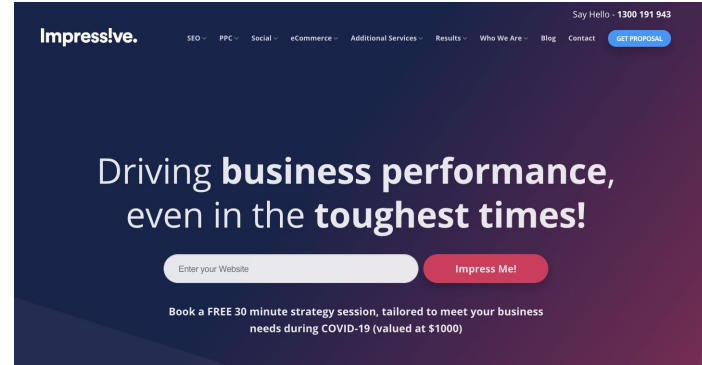 Say Hello - 1300 191 943
Impress!ve.
SEO PPC Social eCommerce Additional Services Results Who We Are Blog Contact GET PROPOSAL
Driving business performance,
even in the toughest times!
Enter your Website Impress Me!
Book a FREE 30 minute strategy session, tailored to meet your business
needs during COVID-19 (valued at $1000)